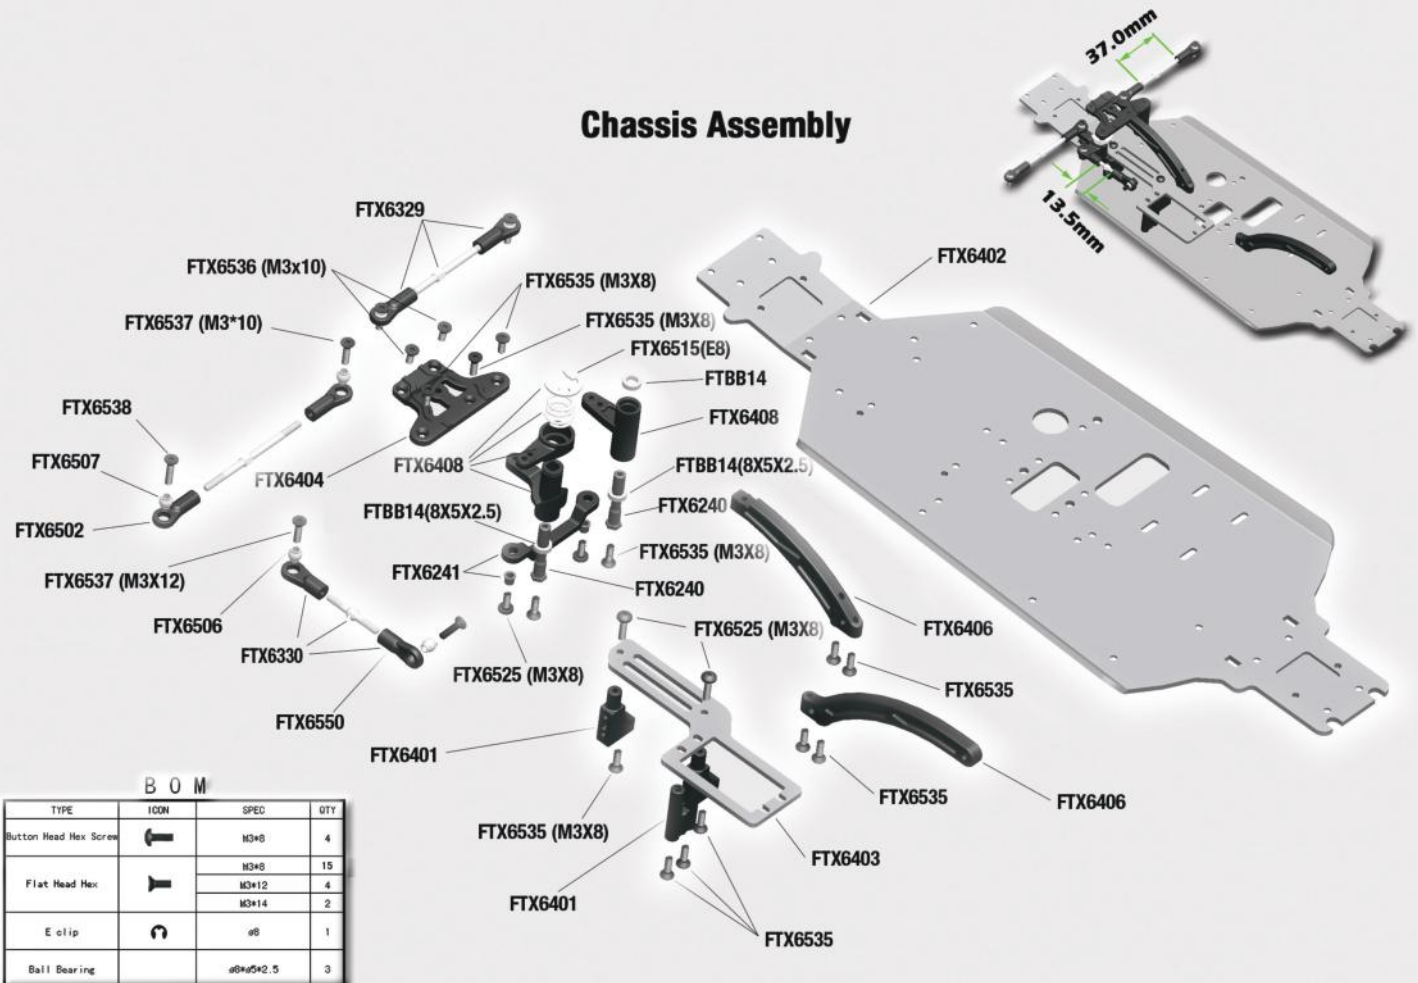 37.0mm
Chassis Assembly
13.5mm
FTX6329
FTX6402
FTX6536 (M3x10)
FTX6535 (M3X8)
FTX6537 (M3*10)
FTX6535 (M3X8)
FTX6515(E8)
FTBB14
FTX6538
FTX6408
FTX6507
FTX6404
FTX6408
FTBB14(8X5X2.5)
FTX6502
FTBB14(8X5X2.5)
FTX6240
FTX6537 (M3X12)
FTX6241
FTX6535 (M3X8)
FTX6240
FTX6506
FTX6525 (M3X8)
FTX6406
FTX6330
FTX6525 (M3X8)
FTX6535
FTX6550
FTX6401
FTX6535
FTX6406
FTX6535 (M3X8)
FTX6403
FTX6401
FTX6535
BOM
TYPE ICON SPEC QTY
Button Head Hex Screw M3*8 4
Flat Head Hex M3*8 15
M3*12 4
M3*14 2
E clip ø8 1
Ball Bearing ø8*ø5*2.5 3